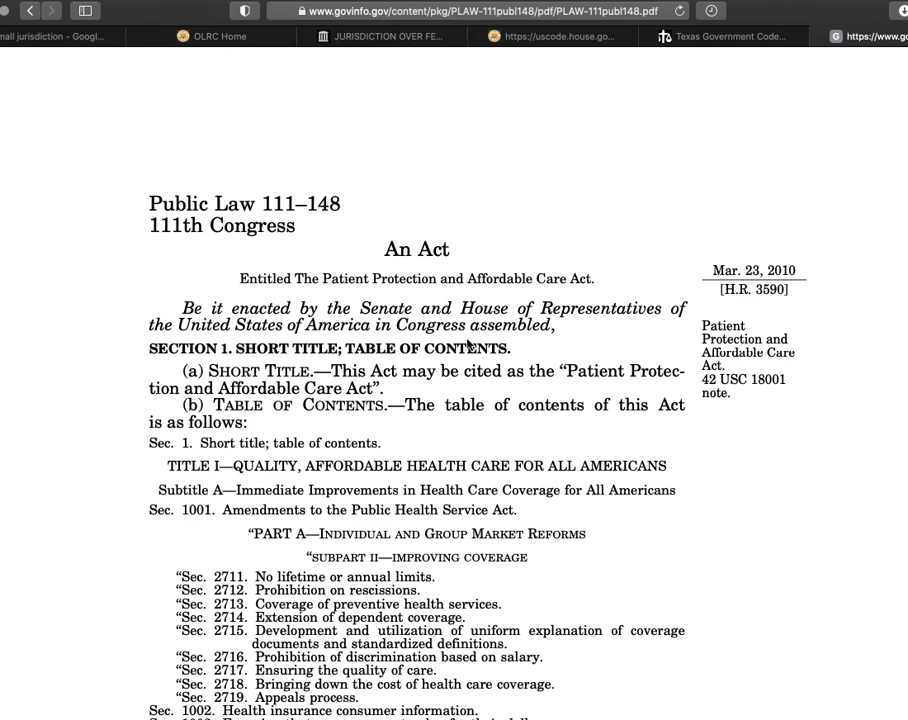 www.govinfo.gov/content/pkg/PLAW-111publ148/pdf/PLAW-111publ148.pdf
mall jurisdiction - Googl...
OLRC Home
JURISDICTION OVER FE...
https://uscode.house.go...
Texas Government Code...
https://www.go
Public Law 111–148
111th Congress
An Act
Entitled The Patient Protection and Affordable Care Act.
Mar. 23, 2010
[H.R. 3590]
Be it enacted by the Senate and House of Representatives of
the United States of America in Congress assembled,
Patient
Protection and
Affordable Care
Act.
42 USC 18001
note.
SECTION 1. SHORT TITLE; TABLE OF CONTENTS.
(a) SHORT TITLE.—This Act may be cited as the “Patient Protec-
tion and Affordable Care Act”.
(b) TABLE OF CONTENTS.—The table of contents of this Act
is as follows:
Sec. 1. Short title; table of contents.
TITLE I—QUALITY, AFFORDABLE HEALTH CARE FOR ALL AMERICANS
Subtitle A—Immediate Improvements in Health Care Coverage for All Americans
Sec. 1001. Amendments to the Public Health Service Act.
“PART A—INDIVIDUAL AND GROUP MARKET REFORMS
“SUBPART II—IMPROVING COVERAGE
“Sec. 2711. No lifetime or annual limits.
“Sec. 2712. Prohibition on rescissions.
“Sec. 2713. Coverage of preventive health services.
“Sec. 2714. Extension of dependent coverage.
“Sec. 2715. Development and utilization of uniform explanation of coverage
documents and standardized definitions.
“Sec. 2716. Prohibition of discrimination based on salary.
“Sec. 2717. Ensuring the quality of care.
“Sec. 2718. Bringing down the cost of health care coverage.
“Sec. 2719. Appeals process.
Sec. 1002. Health insurance consumer information.